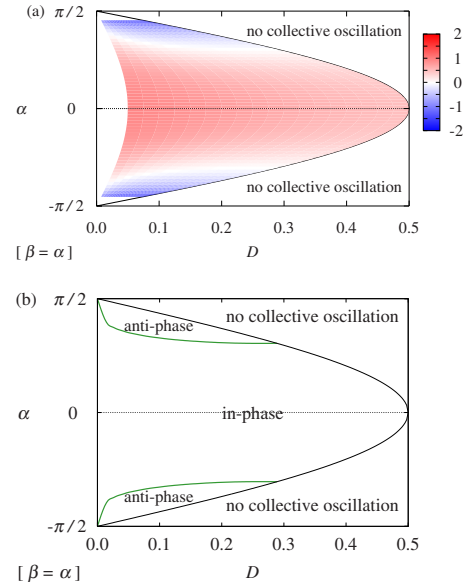 (a)
π/2
no collective oscillation
2
1
α 0
0
-1
-2
no collective oscillation
-π/2
0.0 0.1 0.2 0.3 0.4 0.5
[ β = α ] D
(b)
π/2
no collective oscillation
anti-phase
α 0
in-phase
anti-phase
no collective oscillation
-π/2
0.0 0.1 0.2 0.3 0.4 0.5
[ β = α ] D